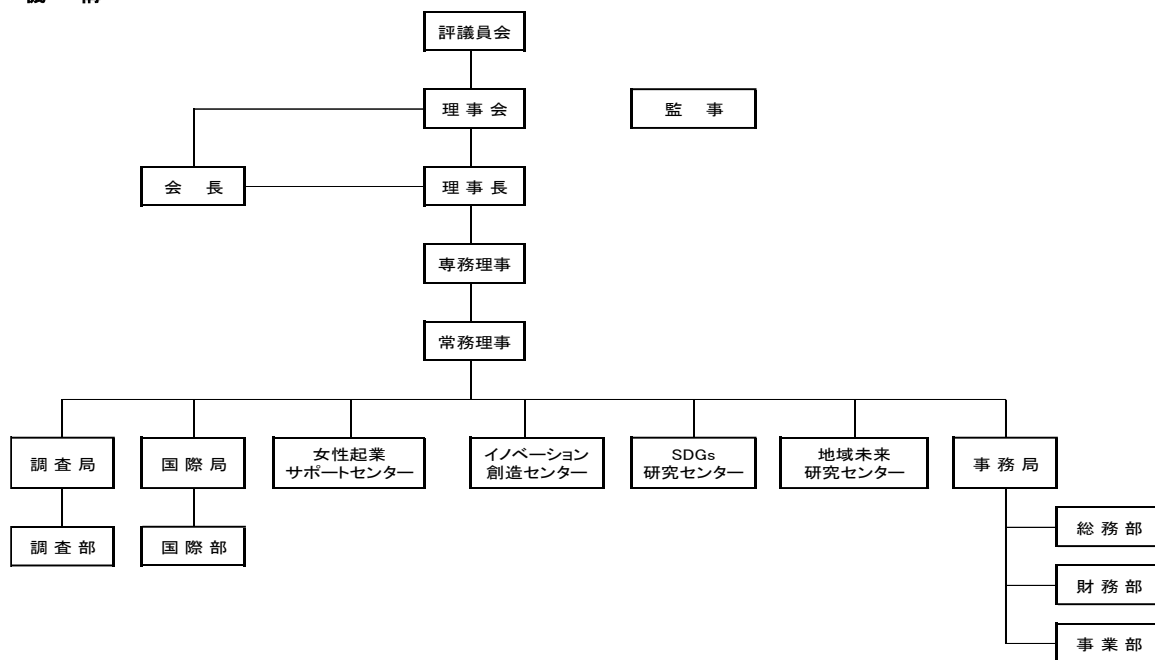 機 構
評議員会
理 事 会
監 事
会 長
理 事 長
専務理事
常務理事
調 査 局
国 際 局
女性起業
サポートセンター
イノベーション
創造センター
SDGs
研究センター
地域未来
研究センター
事 務 局
調 査 部
国 際 部
総 務 部
財 務 部
事 業 部